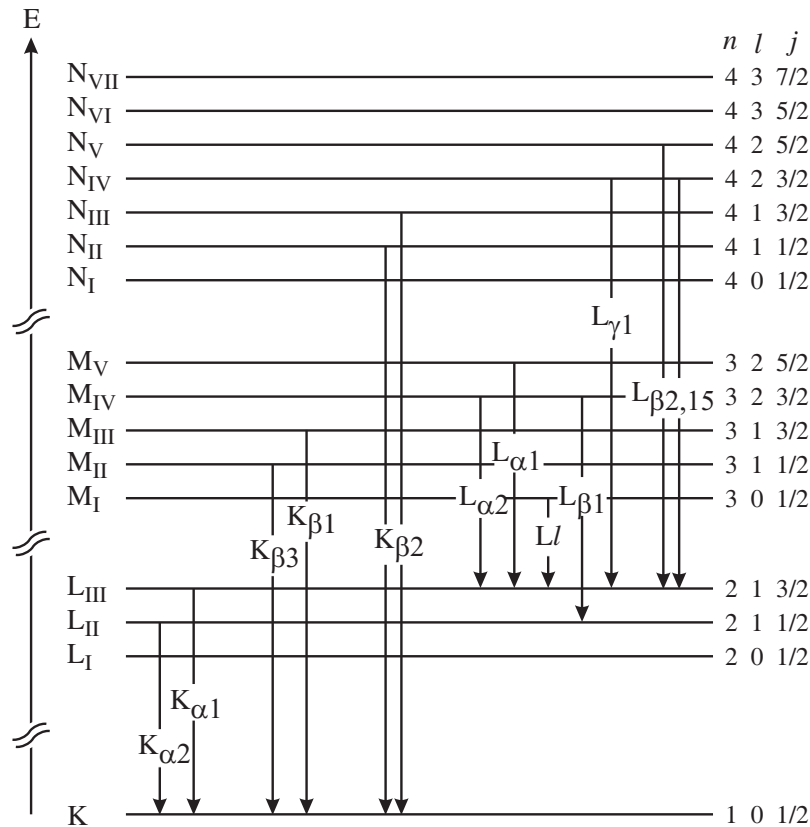 E
n l j
N_VII 4 3 7/2
N_VI 4 3 5/2
N_V 4 2 5/2
N_IV 4 2 3/2
N_III 4 1 3/2
N_II 4 1 1/2
N_I 4 0 1/2
L_γ1
M_V 3 2 5/2
M_IV L_β2,15 3 2 3/2
M_III 3 1 3/2
M_II L_α1 3 1 1/2
M_I L_α2 L_β1 3 0 1/2
K_β3 K_β1 K_β2 Ll
L_III 2 1 3/2
L_II 2 1 1/2
L_I 2 0 1/2
K_α1
K_α2
K 1 0 1/2